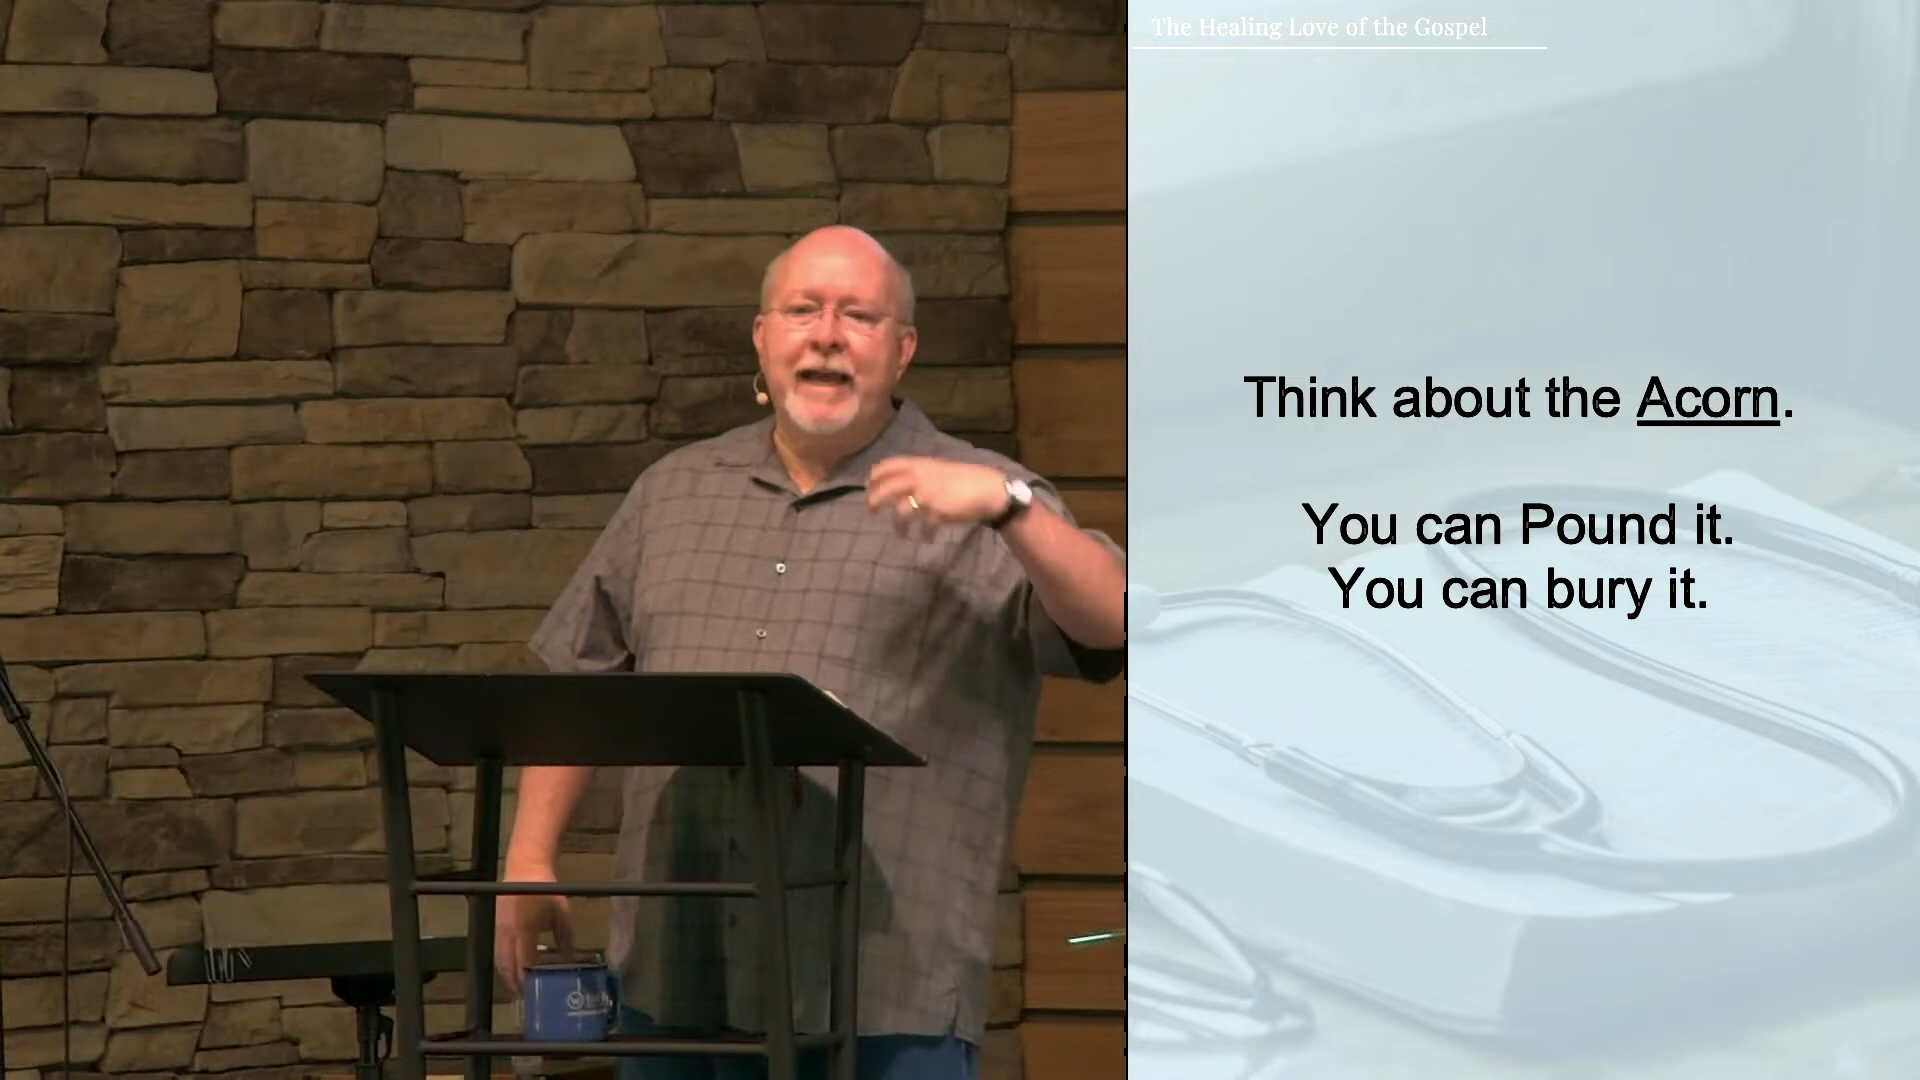 The Healing Love of the Gospel
Think about the Acorn.
You can Pound it.
You can bury it.